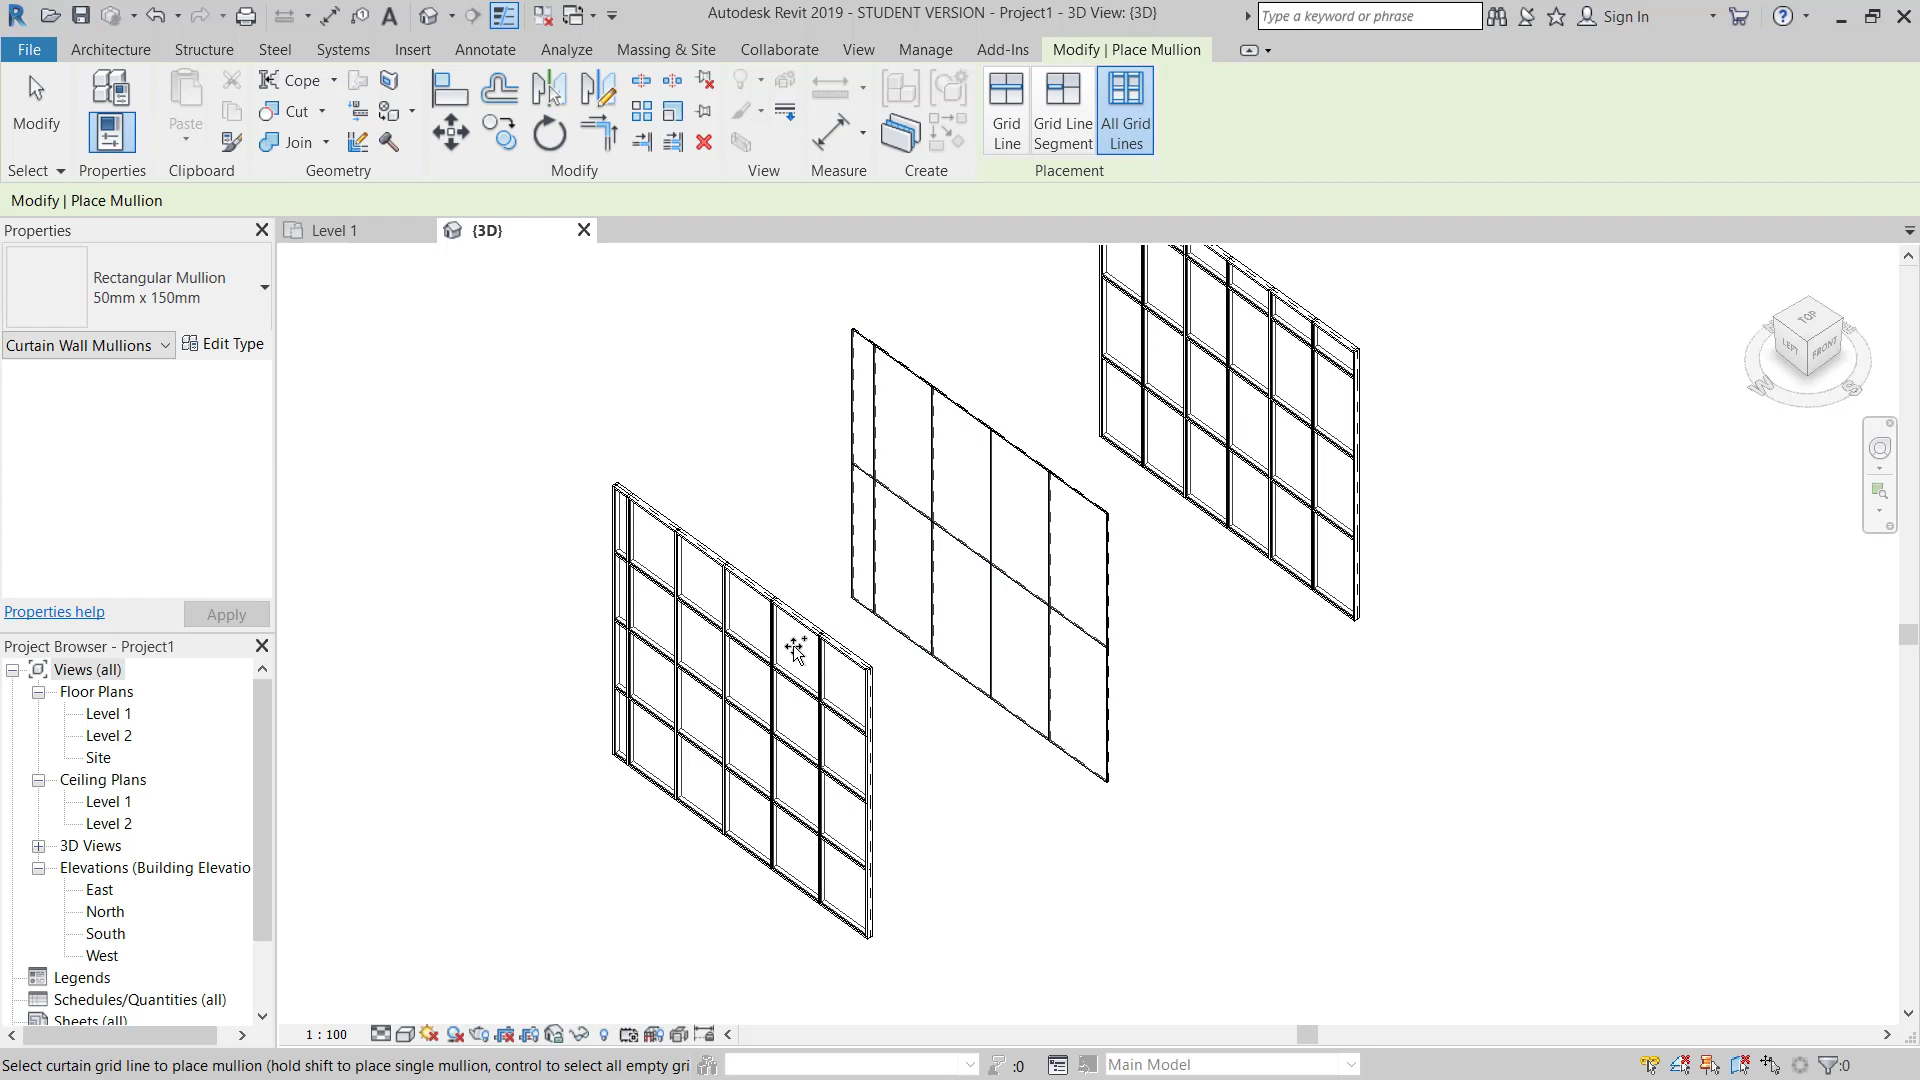 Autodesk Revit 2019 - STUDENT VERSION - Project1 - 3D View: {3D}
Type a keyword or phrase
Sign In
File
Architecture
Structure
Steel
Systems
Insert
Annotate
Analyze
Massing & Site
Collaborate
View
Manage
Add-Ins
Modify | Place Mullion
Modify
Paste
Cope
Cut
Join
Grid Line
Grid Line Segment
All Grid Lines
Select
Properties
Clipboard
Geometry
Modify
View
Measure
Create
Placement
Modify | Place Mullion
Properties
Level 1
{3D}
Rectangular Mullion
50mm x 150mm
Curtain Wall Mullions
Edit Type
TOP
LEFT
FRONT
W
S
Properties help
Apply
Project Browser - Project1
Views (all)
Floor Plans
Level 1
Level 2
Site
Ceiling Plans
Level 1
Level 2
3D Views
Elevations (Building Elevatio
East
North
South
West
Legends
Schedules/Quantities (all)
Sheets (all)
1 : 100
Select curtain grid line to place mullion (hold shift to place single mullion, control to select all empty gri
:0
Main Model
:0